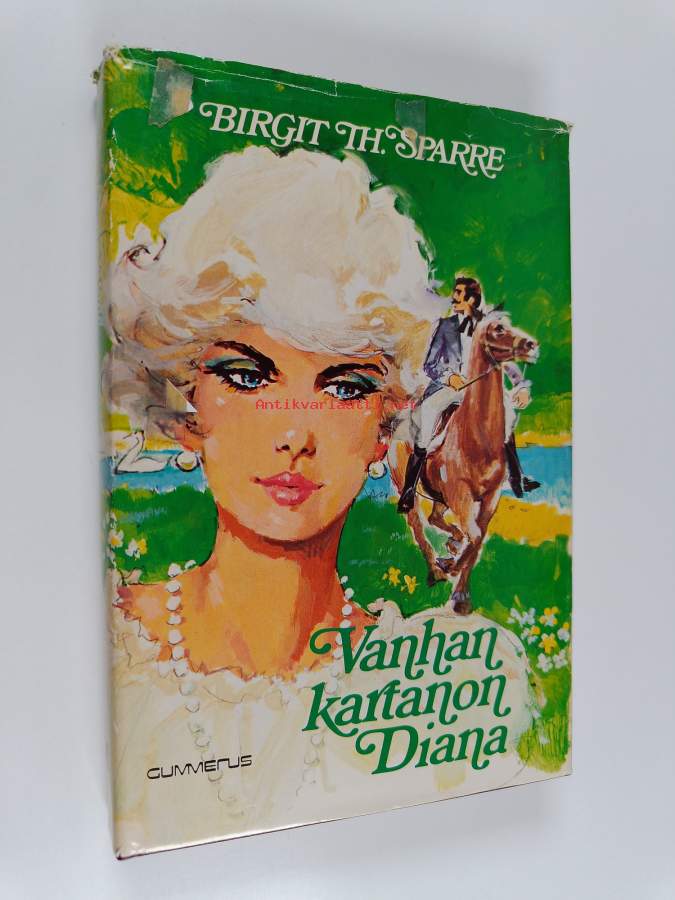 BIRGIT TH. SPARRE
Antikvariaatti.net
Vanhan
kartanon
Diana
GUMMERUS